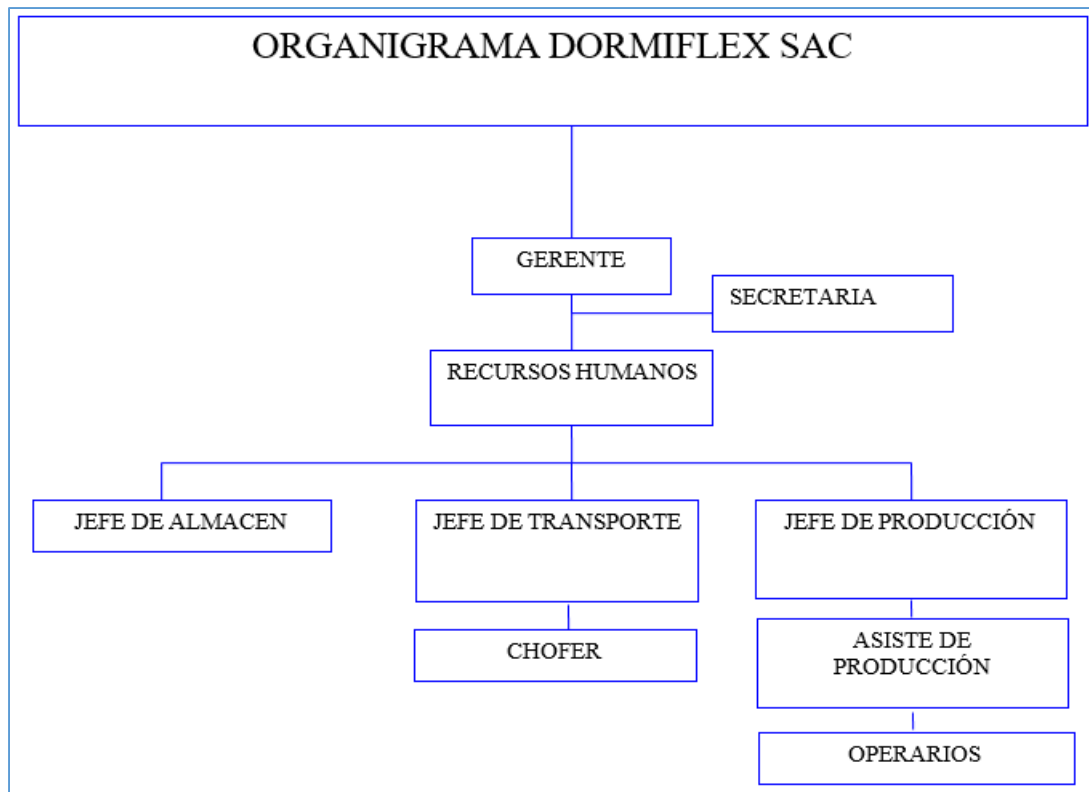 ORGANIGRAMA DORMIFLEX SAC
GERENTE
SECRETARIA
RECURSOS HUMANOS
JEFE DE ALMACEN
JEFE DE TRANSPORTE
JEFE DE PRODUCCIÓN
CHOFER
ASISTE DE
PRODUCCIÓN
OPERARIOS